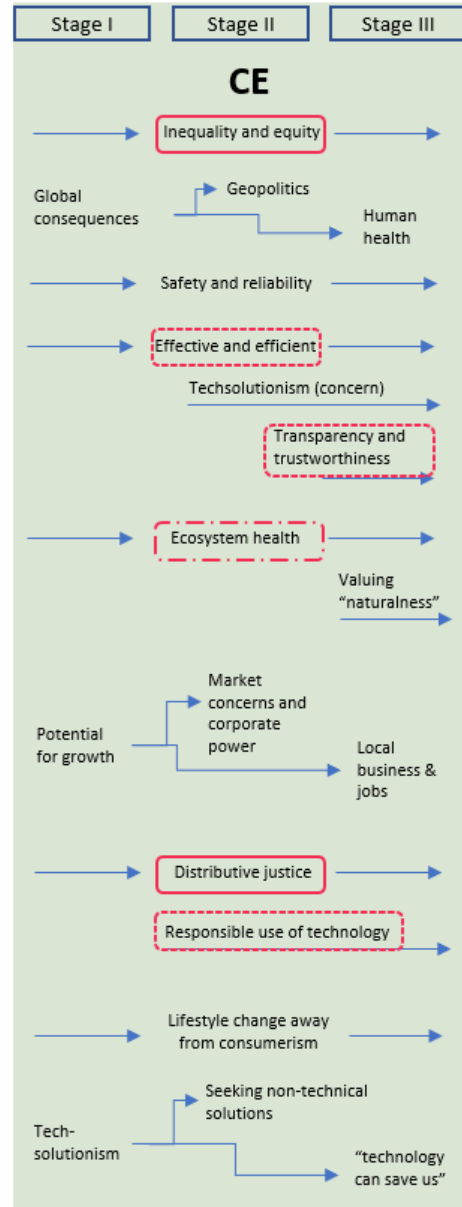 Stage I
Stage II
Stage III
CE
Inequality and equity
Geopolitics
Global
consequences
Human
health
Safety and reliability
Effective and efficient
Techsolutionism (concern)
Transparency and
trustworthiness
Ecosystem health
Valuing
“naturalness”
Market
concerns and
corporate
power
Potential
for growth
Local
business &
jobs
Distributive justice
Responsible use of technology
Lifestyle change away
from consumerism
Seeking non-technical
solutions
Tech-
solutionism
“technology
can save us”